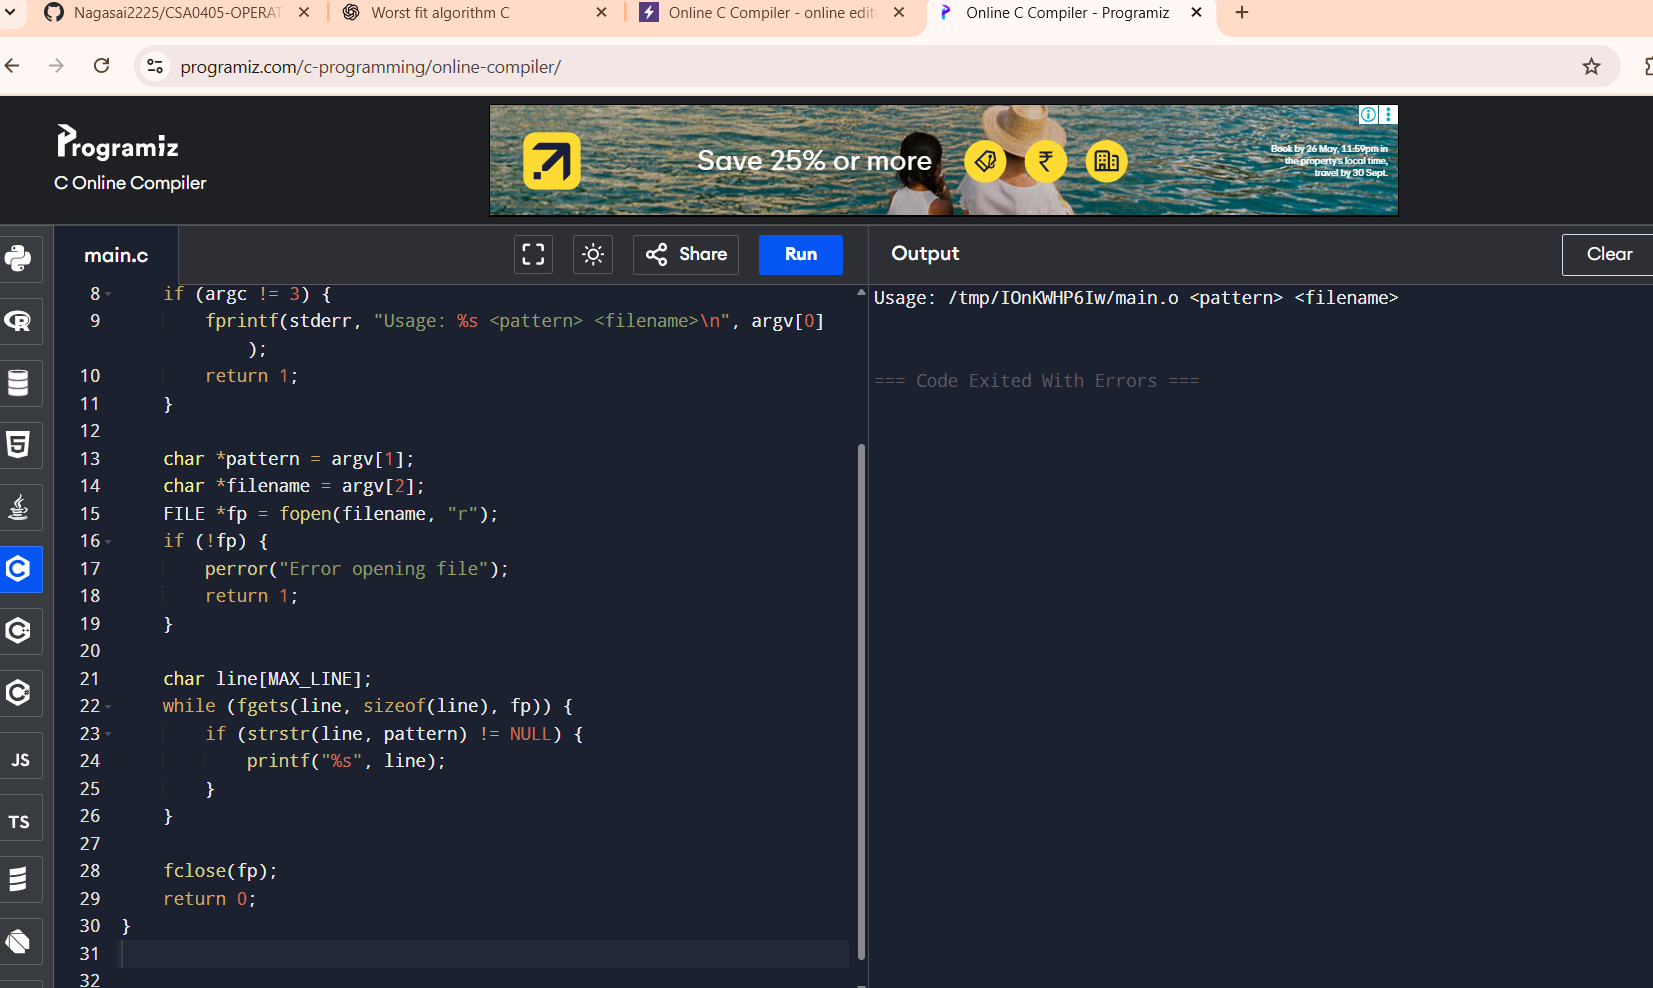 Nagasai2225/CSA0405-OPERAT
Worst fit algorithm C
Online C Compiler - online edit
Online C Compiler - Programiz
programiz.com/c-programming/online-compiler/
Programiz
C Online Compiler
Save 25% or more
Book by 26 May, 11:59pm in
the property's local time,
travel by 30 Sept.
main.c
Share
Run
Output
Clear
8 if (argc != 3) {
9 fprintf(stderr, "Usage: %s <pattern> <filename>\n", argv[0]
);
10 return 1;
11 }
12
13 char *pattern = argv[1];
14 char *filename = argv[2];
15 FILE *fp = fopen(filename, "r");
16 if (!fp) {
17 perror("Error opening file");
18 return 1;
19 }
20
21 char line[MAX_LINE];
22 while (fgets(line, sizeof(line), fp)) {
23 if (strstr(line, pattern) != NULL) {
24 printf("%s", line);
25 }
26 }
27
28 fclose(fp);
29 return 0;
30 }
31
32
Usage: /tmp/IOnKWHP6Iw/main.o <pattern> <filename>
=== Code Exited With Errors ===
JS
TS